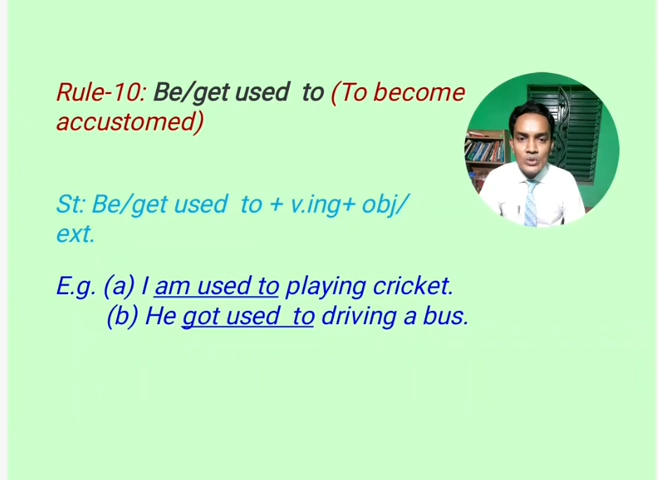 Rule-10: Be/get used to (To become
accustomed)
St: Be/get used to + v.ing+ obj/
ext.
E.g. (a) I am used to playing cricket.
(b) He got used to driving a bus.